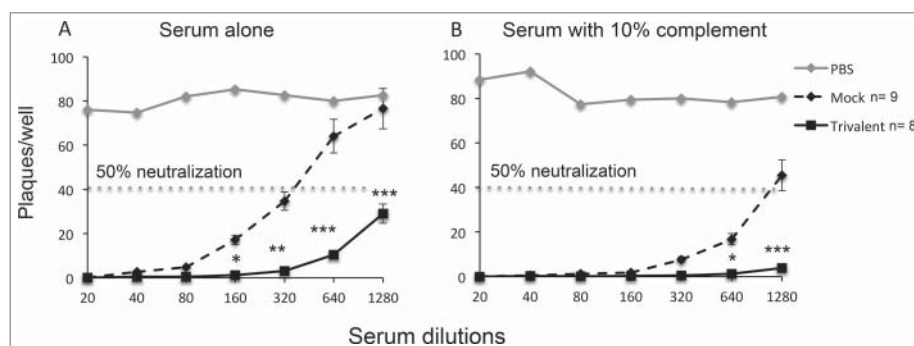 A
Serum alone
B
Serum with 10% complement
100
80
60
40
20
0
Plaques/well
50% neutralization
*
**
***
***
20 40 80 160 320 640 1280
100
80
60
40
20
0
50% neutralization
*
***
20 40 80 160 320 640 1280
PBS
Mock n= 9
Trivalent n= 8
Serum dilutions